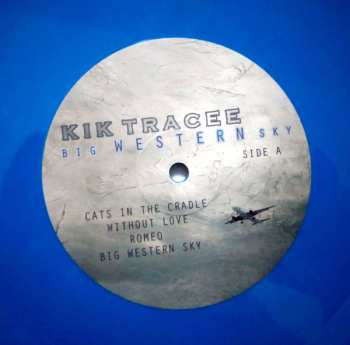 KIK TRACEE
BIG WESTERN SKY
SIDE A
CATS IN THE CRADLE
WITHOUT LOVE
ROMEO
BIG WESTERN SKY